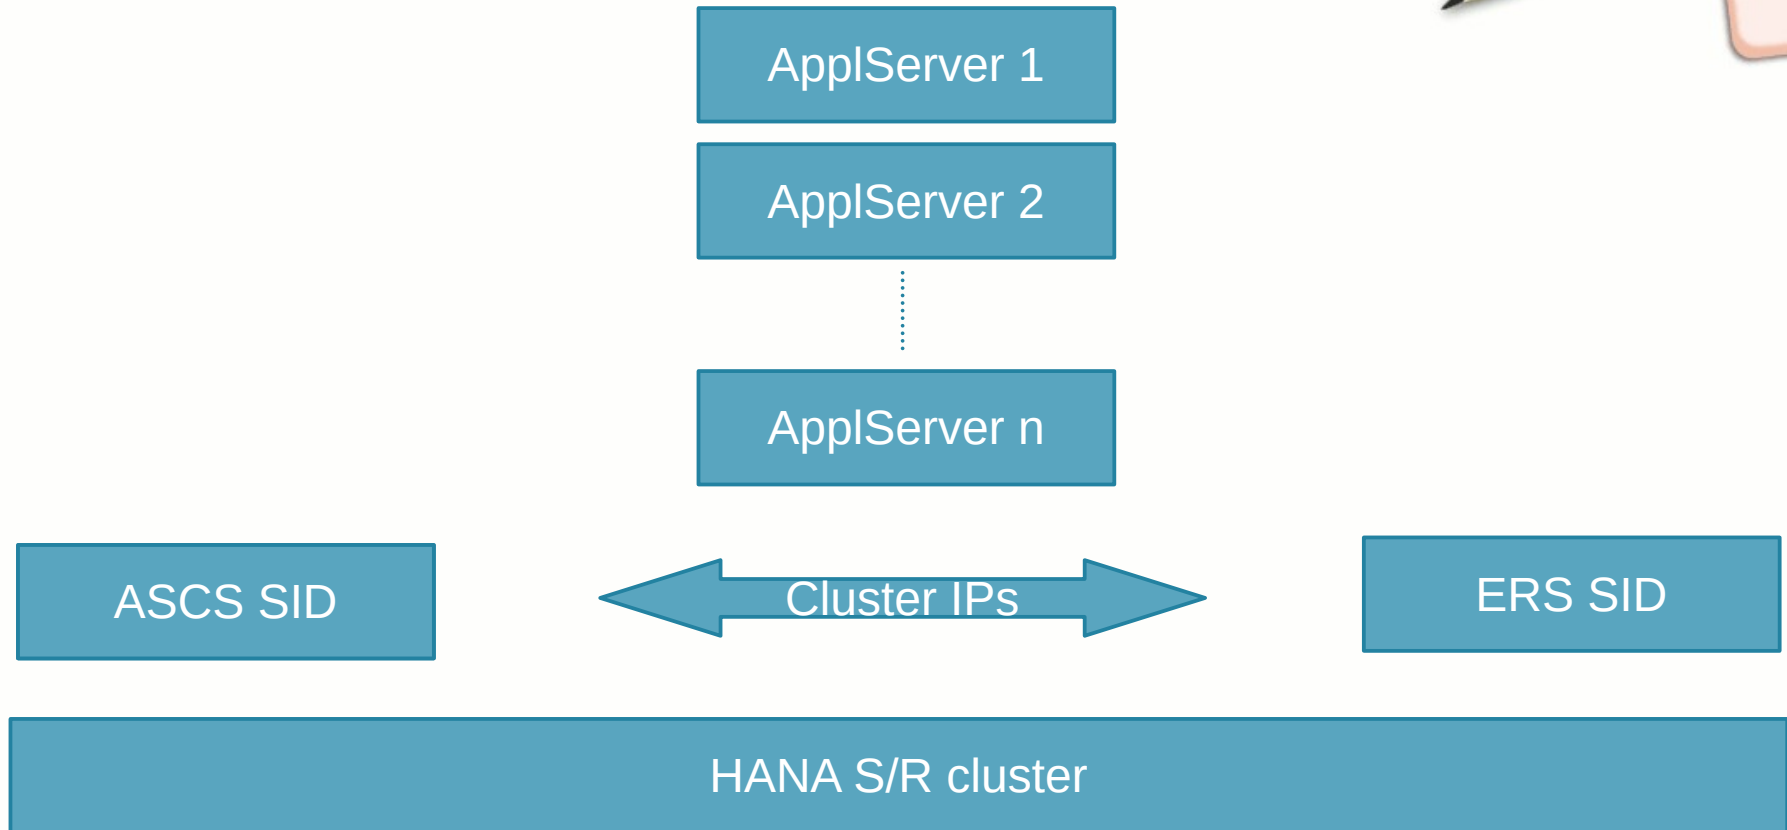 ApplServer 1
ApplServer 2
ApplServer n
ASCS SID
Cluster IPs
ERS SID
HANA S/R cluster